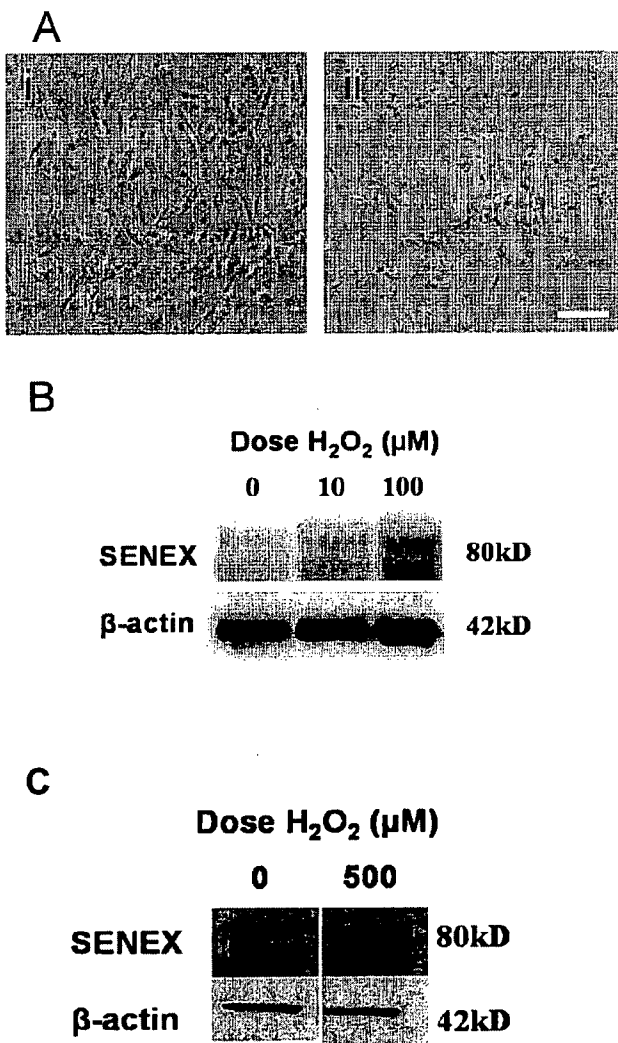 A
i ii
B
Dose H₂O₂ (µM)
0 10 100
SENEX 80kD
β-actin 42kD
C
Dose H₂O₂ (µM)
0 500
SENEX 80kD
β-actin 42kD